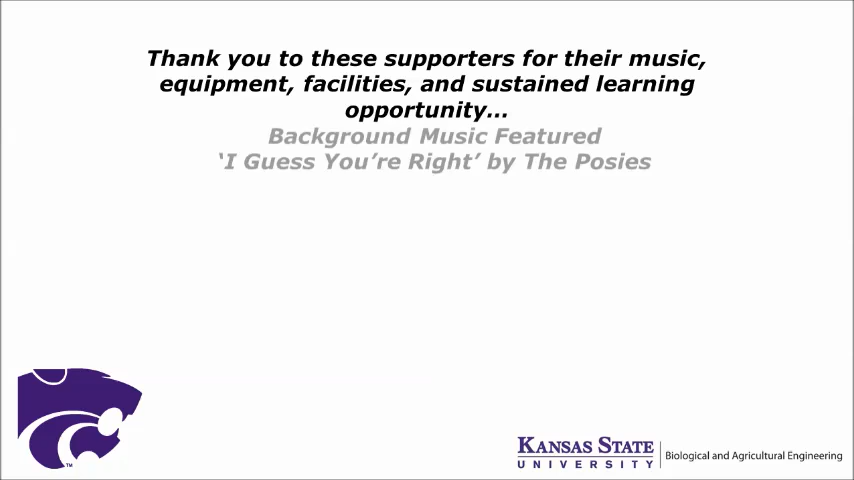 Thank you to these supporters for their music,
equipment, facilities, and sustained learning
opportunity...
Background Music Featured
‘I Guess You’re Right’ by The Posies
TM
KANSAS STATE
UNIVERSITY
Biological and Agricultural Engineering